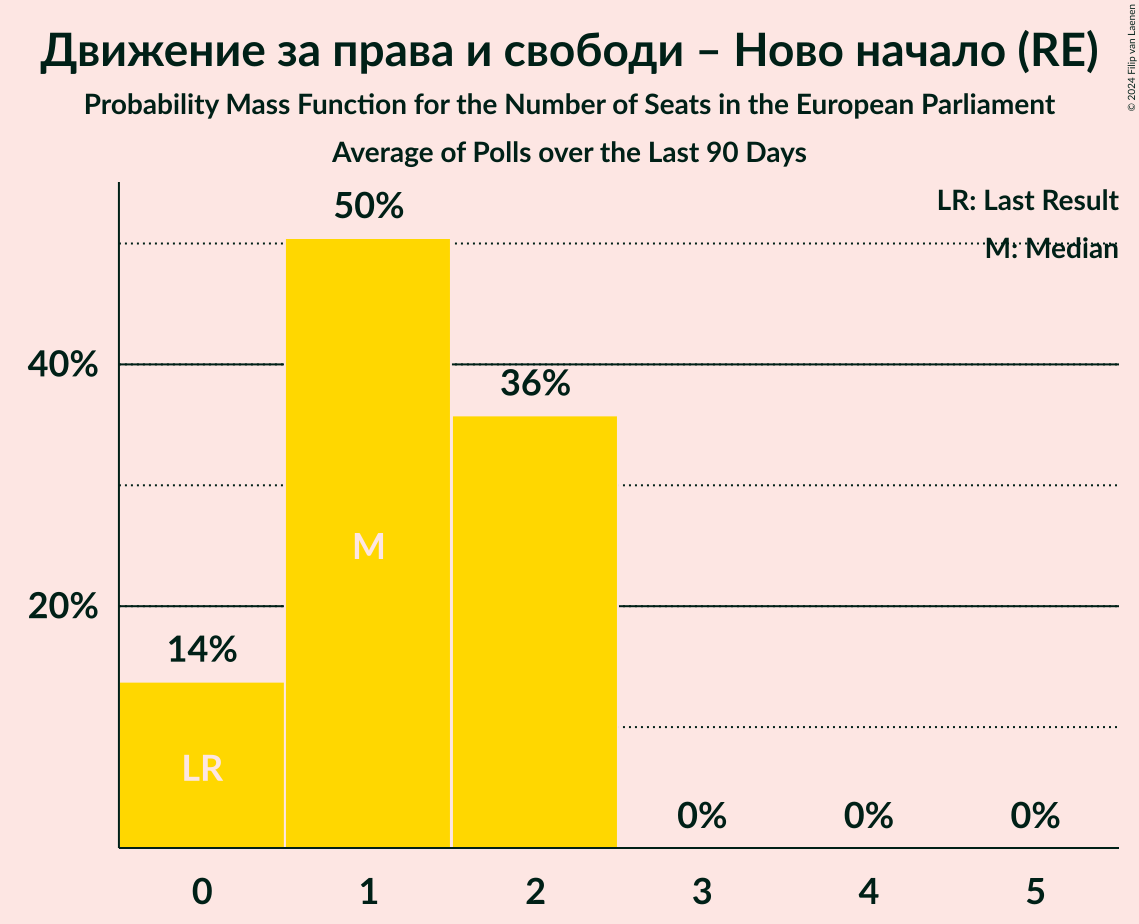 Движение за права и свободи – Ново начало (RE)
Probability Mass Function for the Number of Seats in the European Parliament
Average of Polls over the Last 90 Days
© 2024 Filip van Laenen
LR: Last Result
M: Median
50%
40%
36%
M
20%
14%
LR
0% 0% 0%
0 1 2 3 4 5